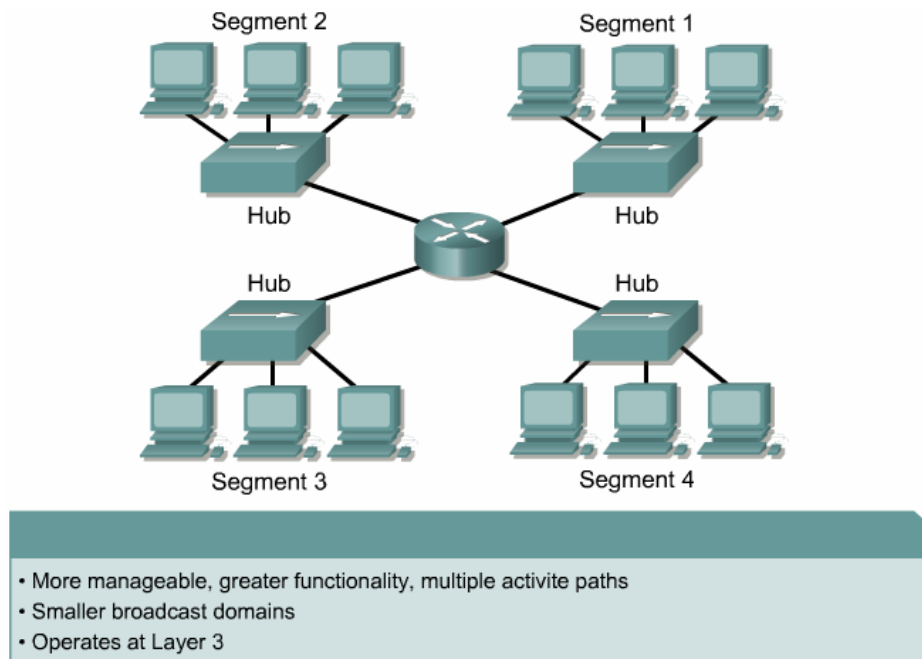 Segment 2
Segment 1
Hub
Hub
Hub
Hub
Segment 3
Segment 4
• More manageable, greater functionality, multiple activite paths
• Smaller broadcast domains
• Operates at Layer 3